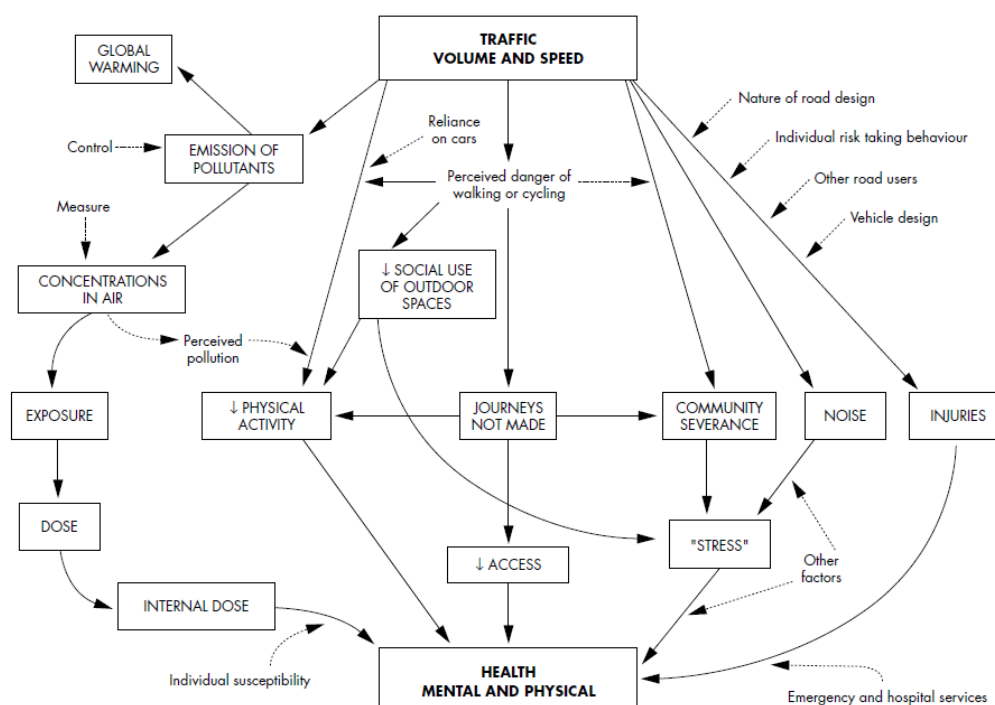 TRAFFIC
VOLUME AND SPEED
GLOBAL
WARMING
Nature of road design
Reliance
on cars
Individual risk taking behaviour
Control
EMISSION OF
POLLUTANTS
Perceived danger of
walking or cycling
Other road users
Measure
Vehicle design
↓ SOCIAL USE
OF OUTDOOR
SPACES
CONCENTRATIONS
IN AIR
Perceived
pollution
EXPOSURE
↓ PHYSICAL
ACTIVITY
JOURNEYS
NOT MADE
COMMUNITY
SEVERANCE
NOISE
INJURIES
DOSE
"STRESS"
↓ ACCESS
Other
factors
INTERNAL DOSE
Individual susceptibility
HEALTH
MENTAL AND PHYSICAL
Emergency and hospital services